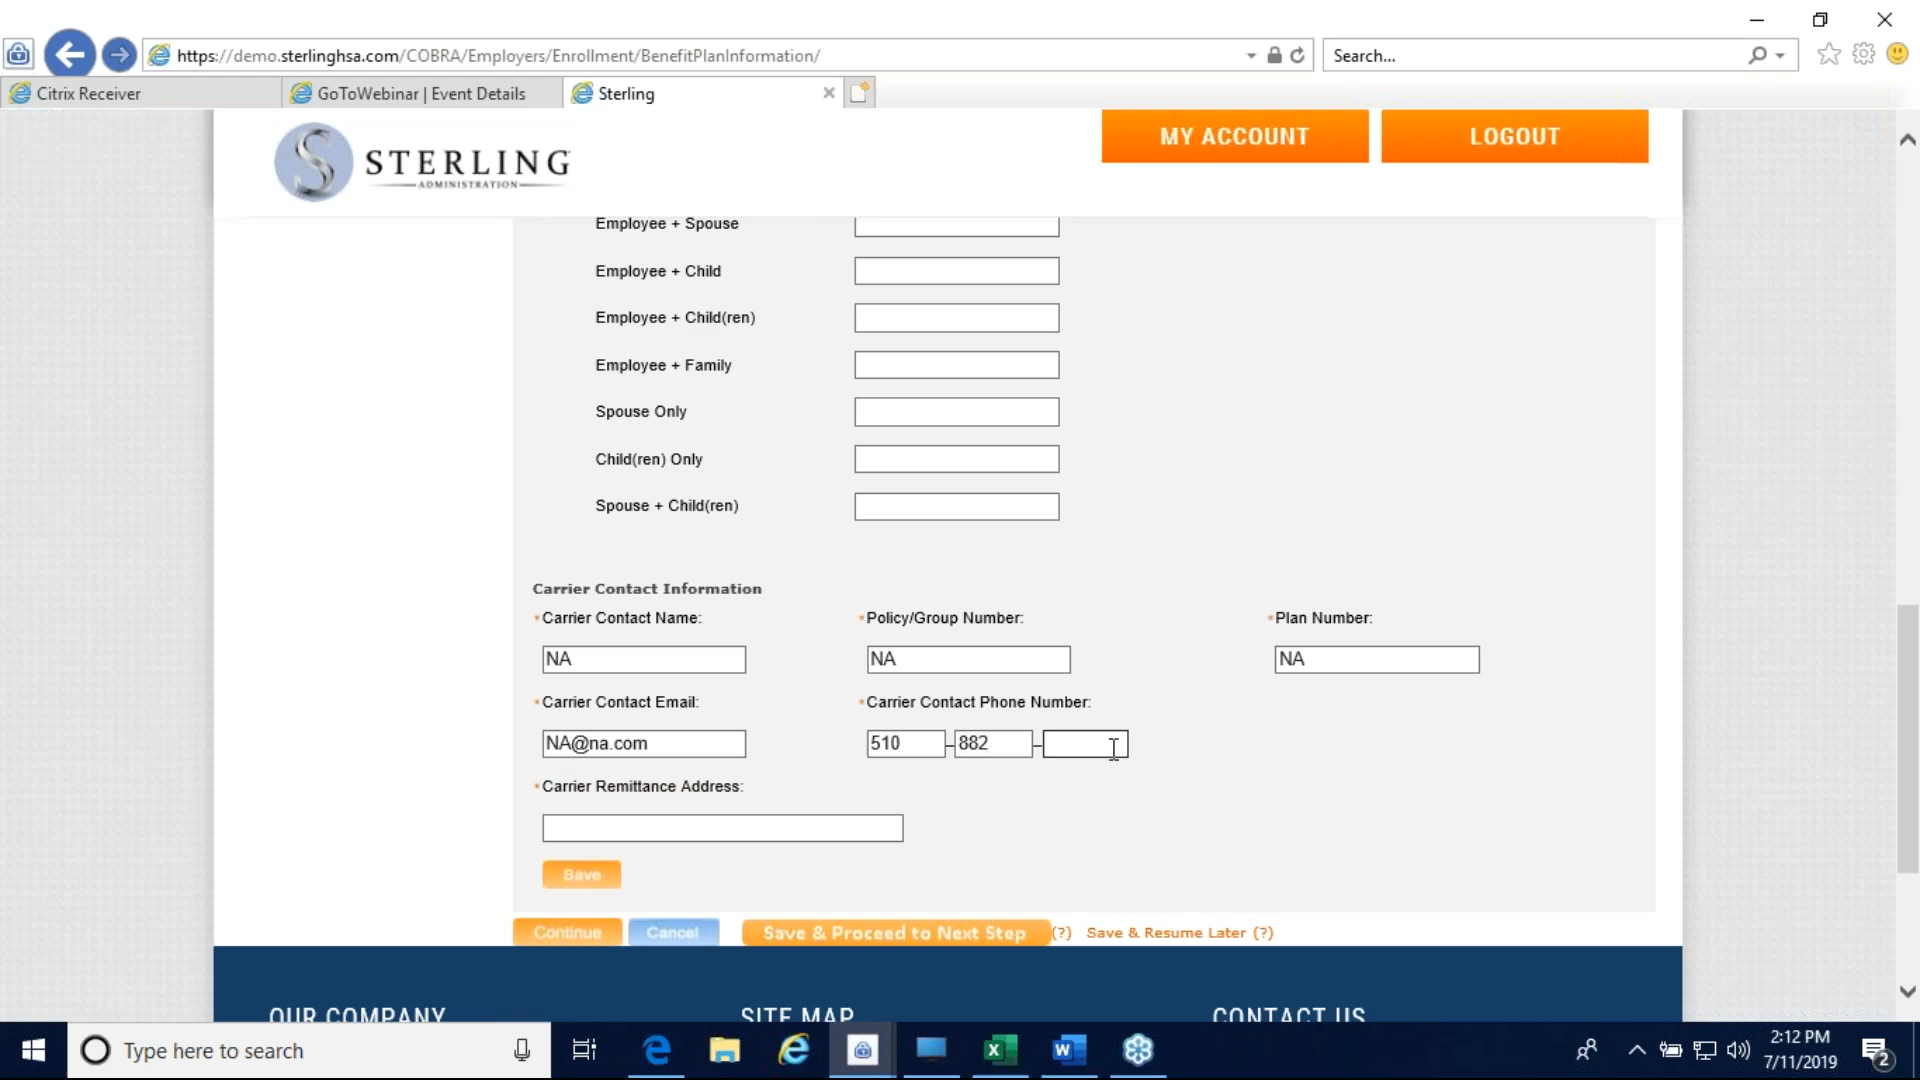 https://demo.sterlinghsa.com/COBRA/Employers/Enrollment/BenefitPlanInformation/
Search...
Citrix Receiver
GoToWebinar | Event Details
Sterling
S STERLING
ADMINISTRATION
MY ACCOUNT
LOGOUT
Employee + Spouse
Employee + Child
Employee + Child(ren)
Employee + Family
Spouse Only
Child(ren) Only
Spouse + Child(ren)
Carrier Contact Information
*Carrier Contact Name:
*Policy/Group Number:
*Plan Number:
NA
NA
NA
*Carrier Contact Email:
*Carrier Contact Phone Number:
NA@na.com
510 – 882 –
*Carrier Remittance Address:
Save
Continue
Cancel
Save & Proceed to Next Step
(?)
Save & Resume Later (?)
OUR COMPANY
SITE MAP
CONTACT US
Type here to search
2:12 PM
7/11/2019
2